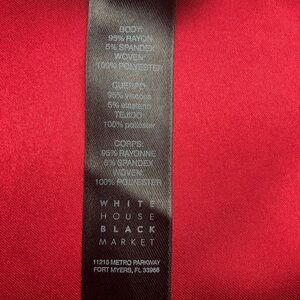 BODY:
95% RAYON
5% SPANDEX
WOVEN:
100% POLYESTER
CUERPO:
95% viscosa
5% elastano
TEJIDO
100% poliéster
CORPS:
95% RAYONNE
5% SPANDEX
WOVEN:
100% POLYESTER
WHITE
HOUSE
BLACK
MARKET
11215 METRO PARKWAY
FORT MYERS, FL 33966